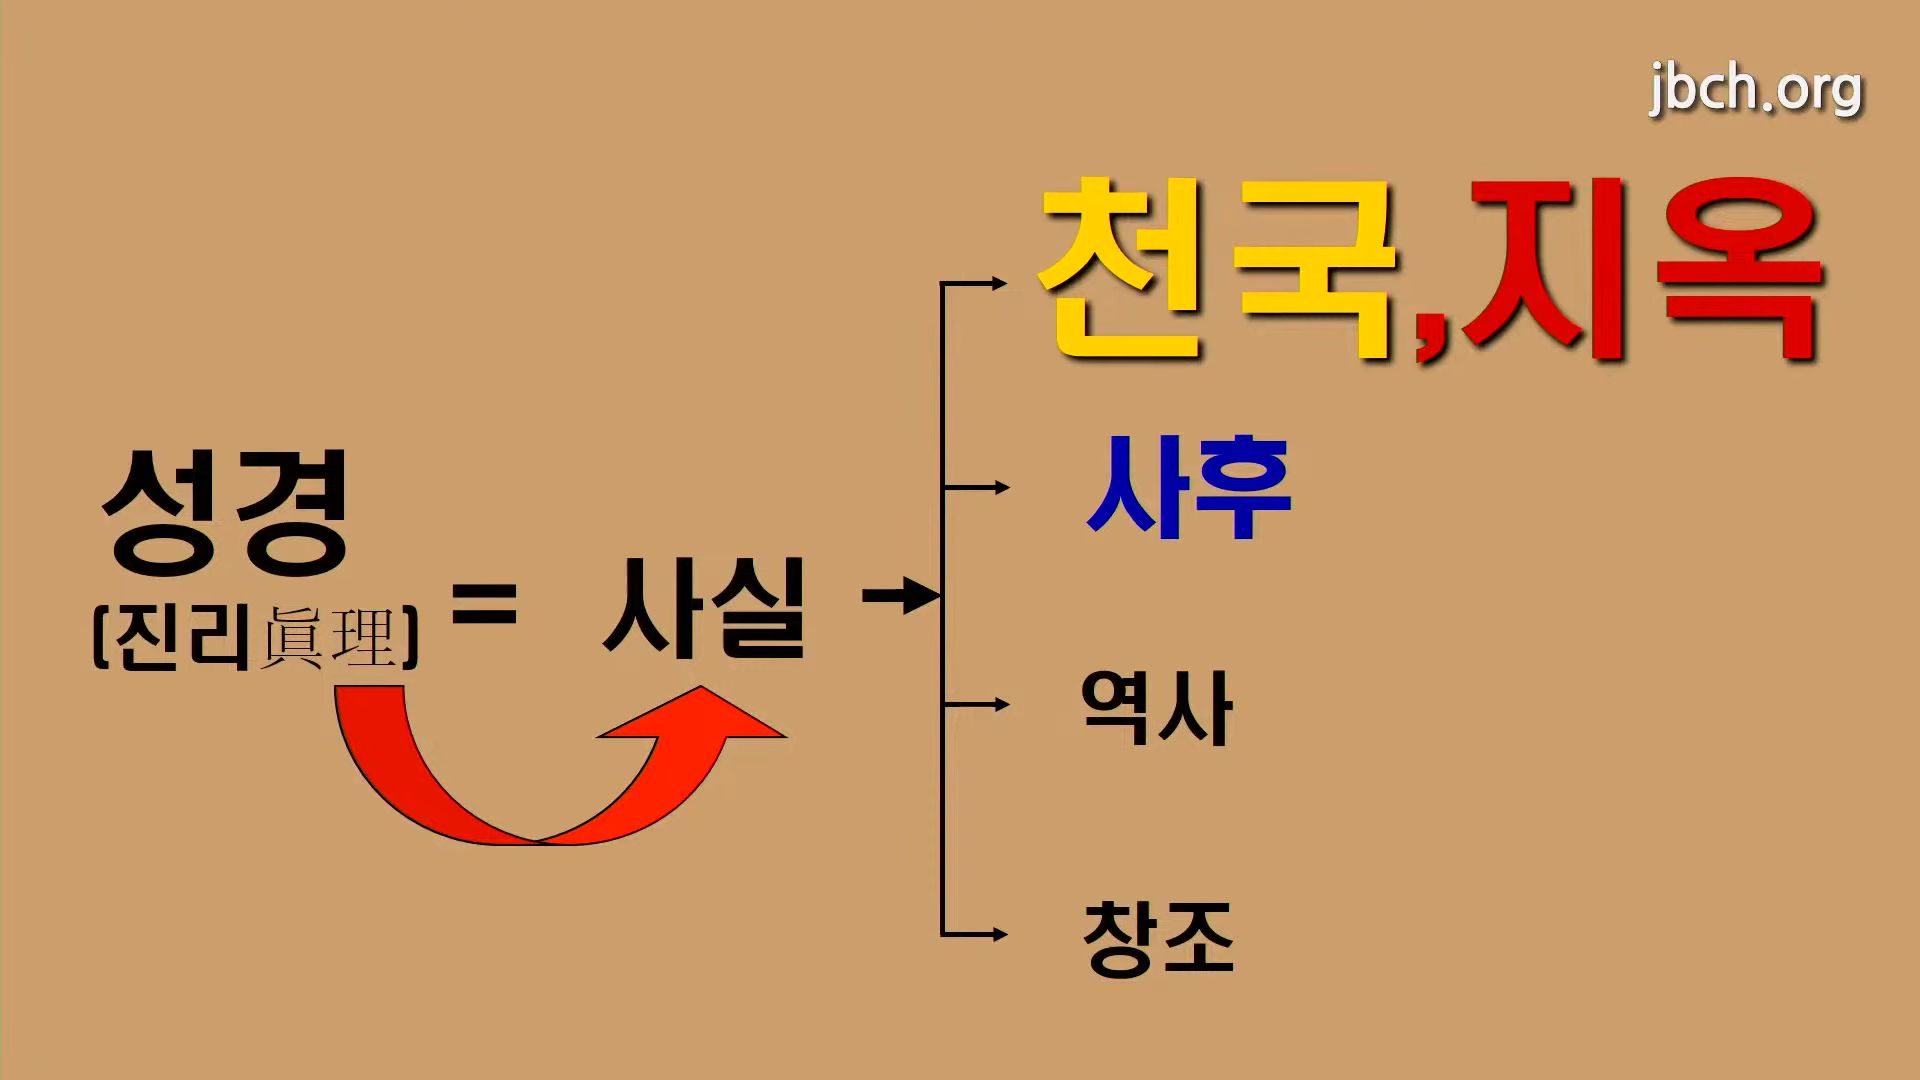 jbch.org
천국,지옥
사후
성경
(진리眞理)
= 사실
역사
창조